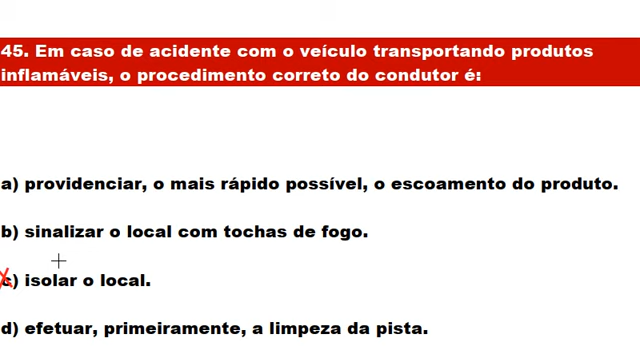 45. Em caso de acidente com o veículo transportando produtos
inflamáveis, o procedimento correto do condutor é:
a) providenciar, o mais rápido possível, o escoamento do produto.
b) sinalizar o local com tochas de fogo.
c) isolar o local.
d) efetuar, primeiramente, a limpeza da pista.